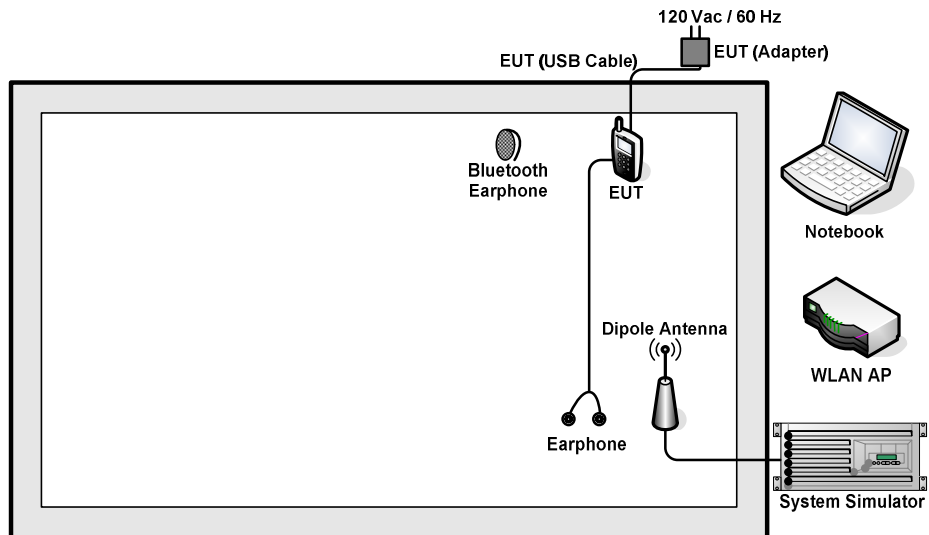 120 Vac / 60 Hz
EUT (USB Cable)
EUT (Adapter)
Bluetooth
Earphone
EUT
Notebook
Dipole Antenna
WLAN AP
Earphone
System Simulator